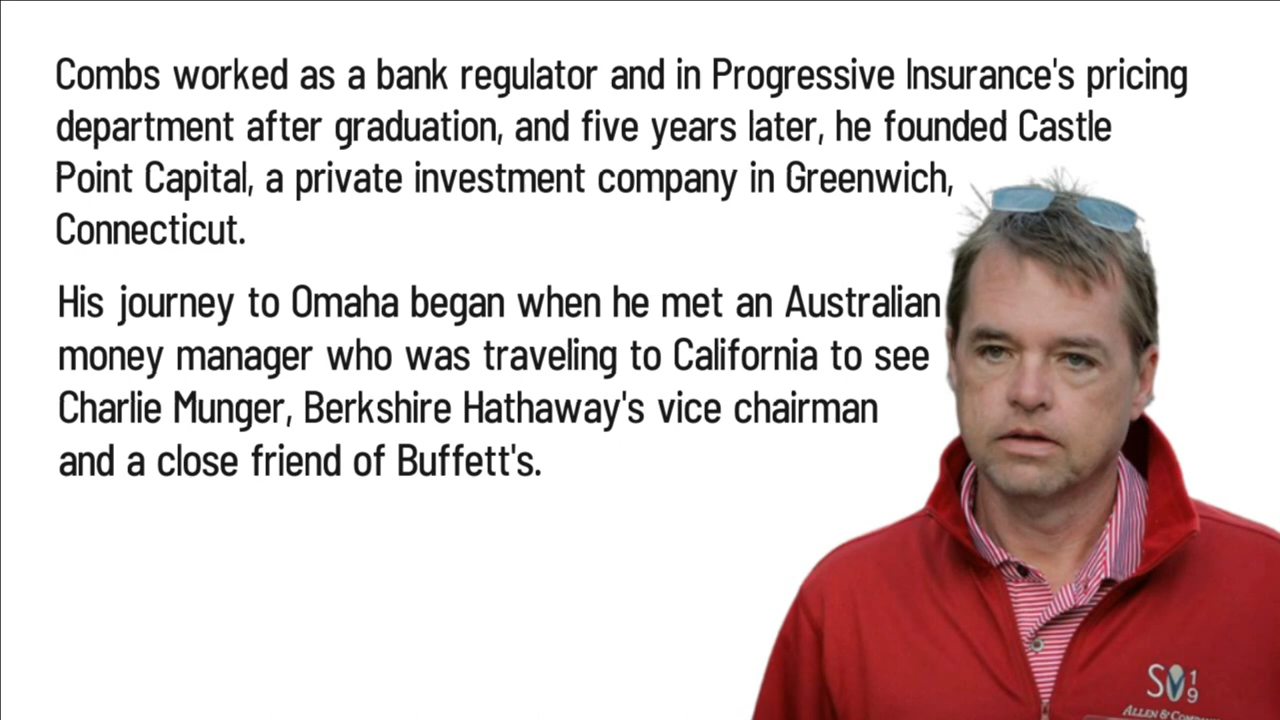 Combs worked as a bank regulator and in Progressive Insurance's pricing
department after graduation, and five years later, he founded Castle
Point Capital, a private investment company in Greenwich,
Connecticut.
His journey to Omaha began when he met an Australian
money manager who was traveling to California to see
Charlie Munger, Berkshire Hathaway's vice chairman
and a close friend of Buffett's.
SV19
ALLEN &